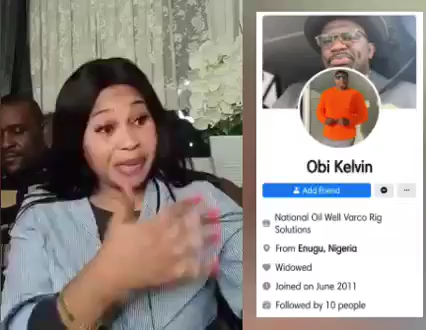 Obi Kelvin
Add Friend
National Oil Well Varco Rig
Solutions
From Enugu, Nigeria
Widowed
Joined on June 2011
Followed by 10 people